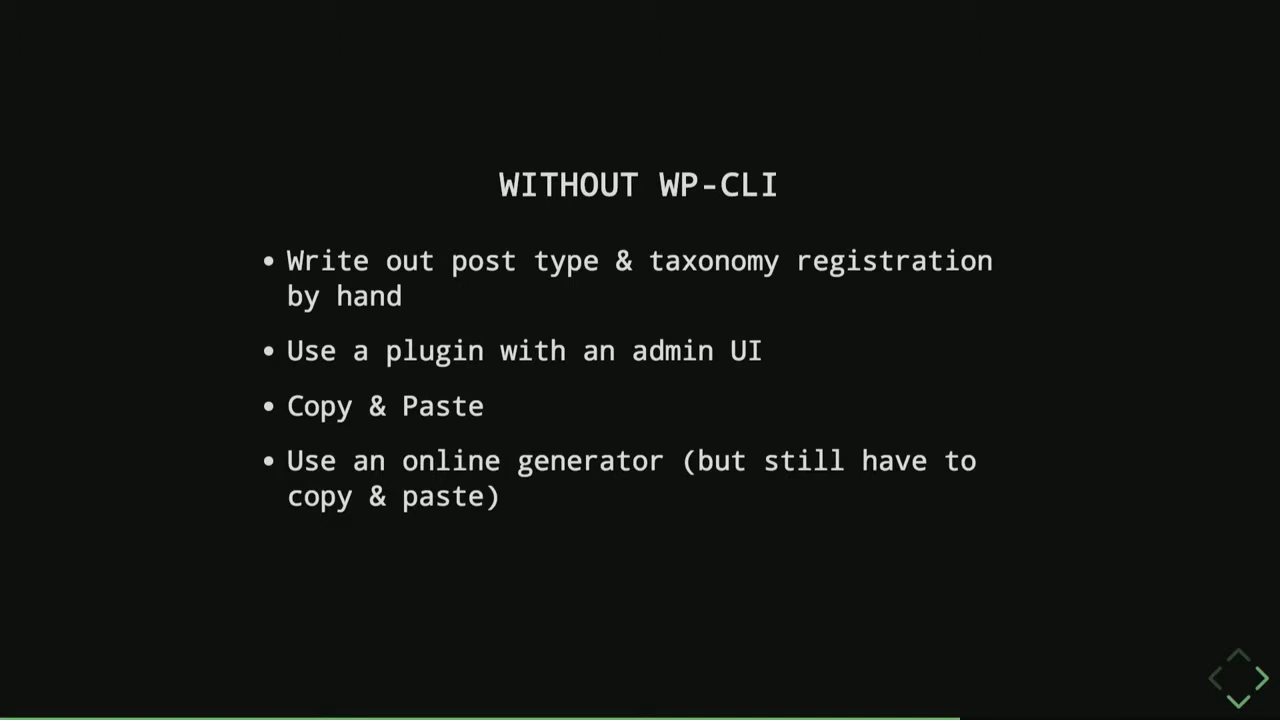 WITHOUT WP-CLI
• Write out post type & taxonomy registration
by hand
• Use a plugin with an admin UI
• Copy & Paste
• Use an online generator (but still have to
copy & paste)